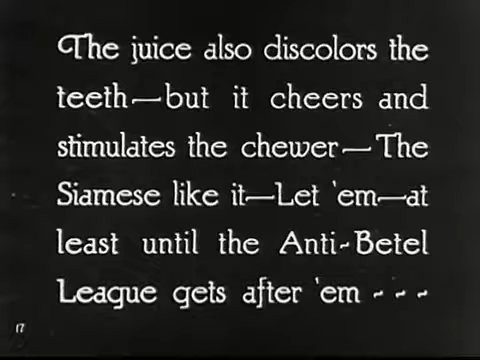 The juice also discolors the
teeth—but it cheers and
stimulates the chewer—The
Siamese like it—Let 'em—at
least until the Anti-Betel
League gets after 'em - - -
17